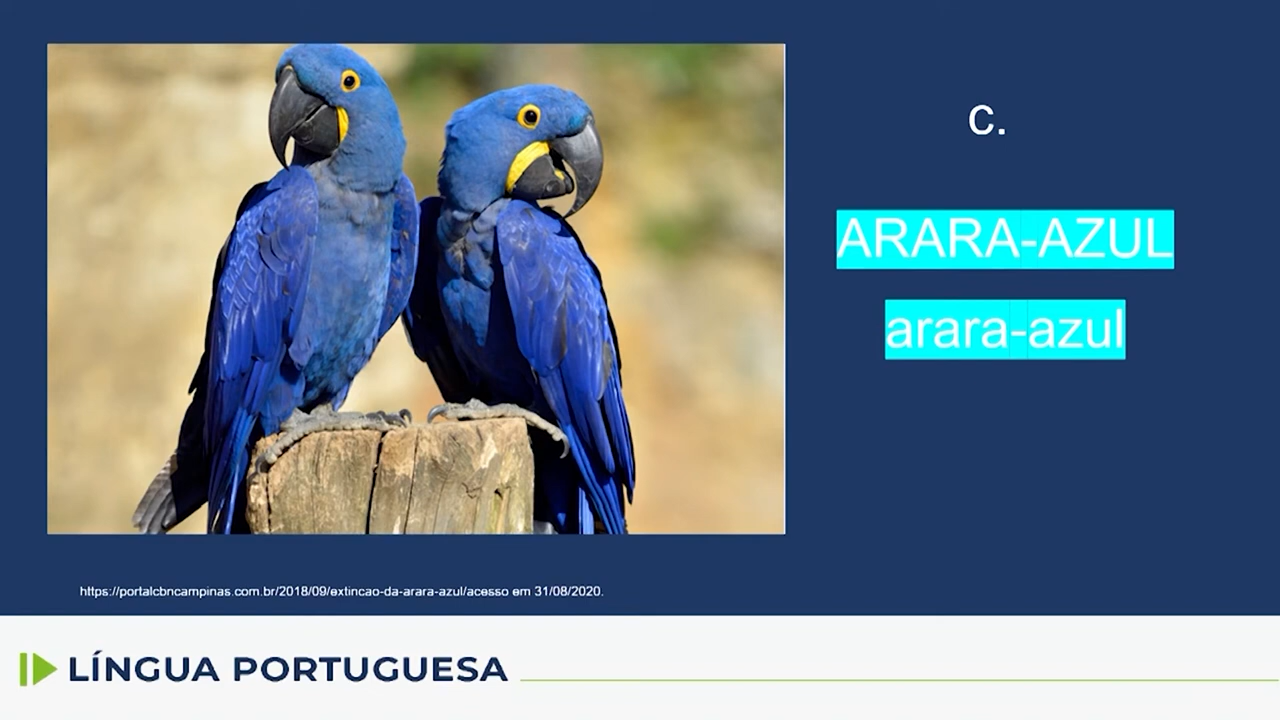 c.
ARARA-AZUL
arara-azul
https://portalcbncampinas.com.br/2018/09/extincao-da-arara-azul/acesso em 31/08/2020.
LÍNGUA PORTUGUESA